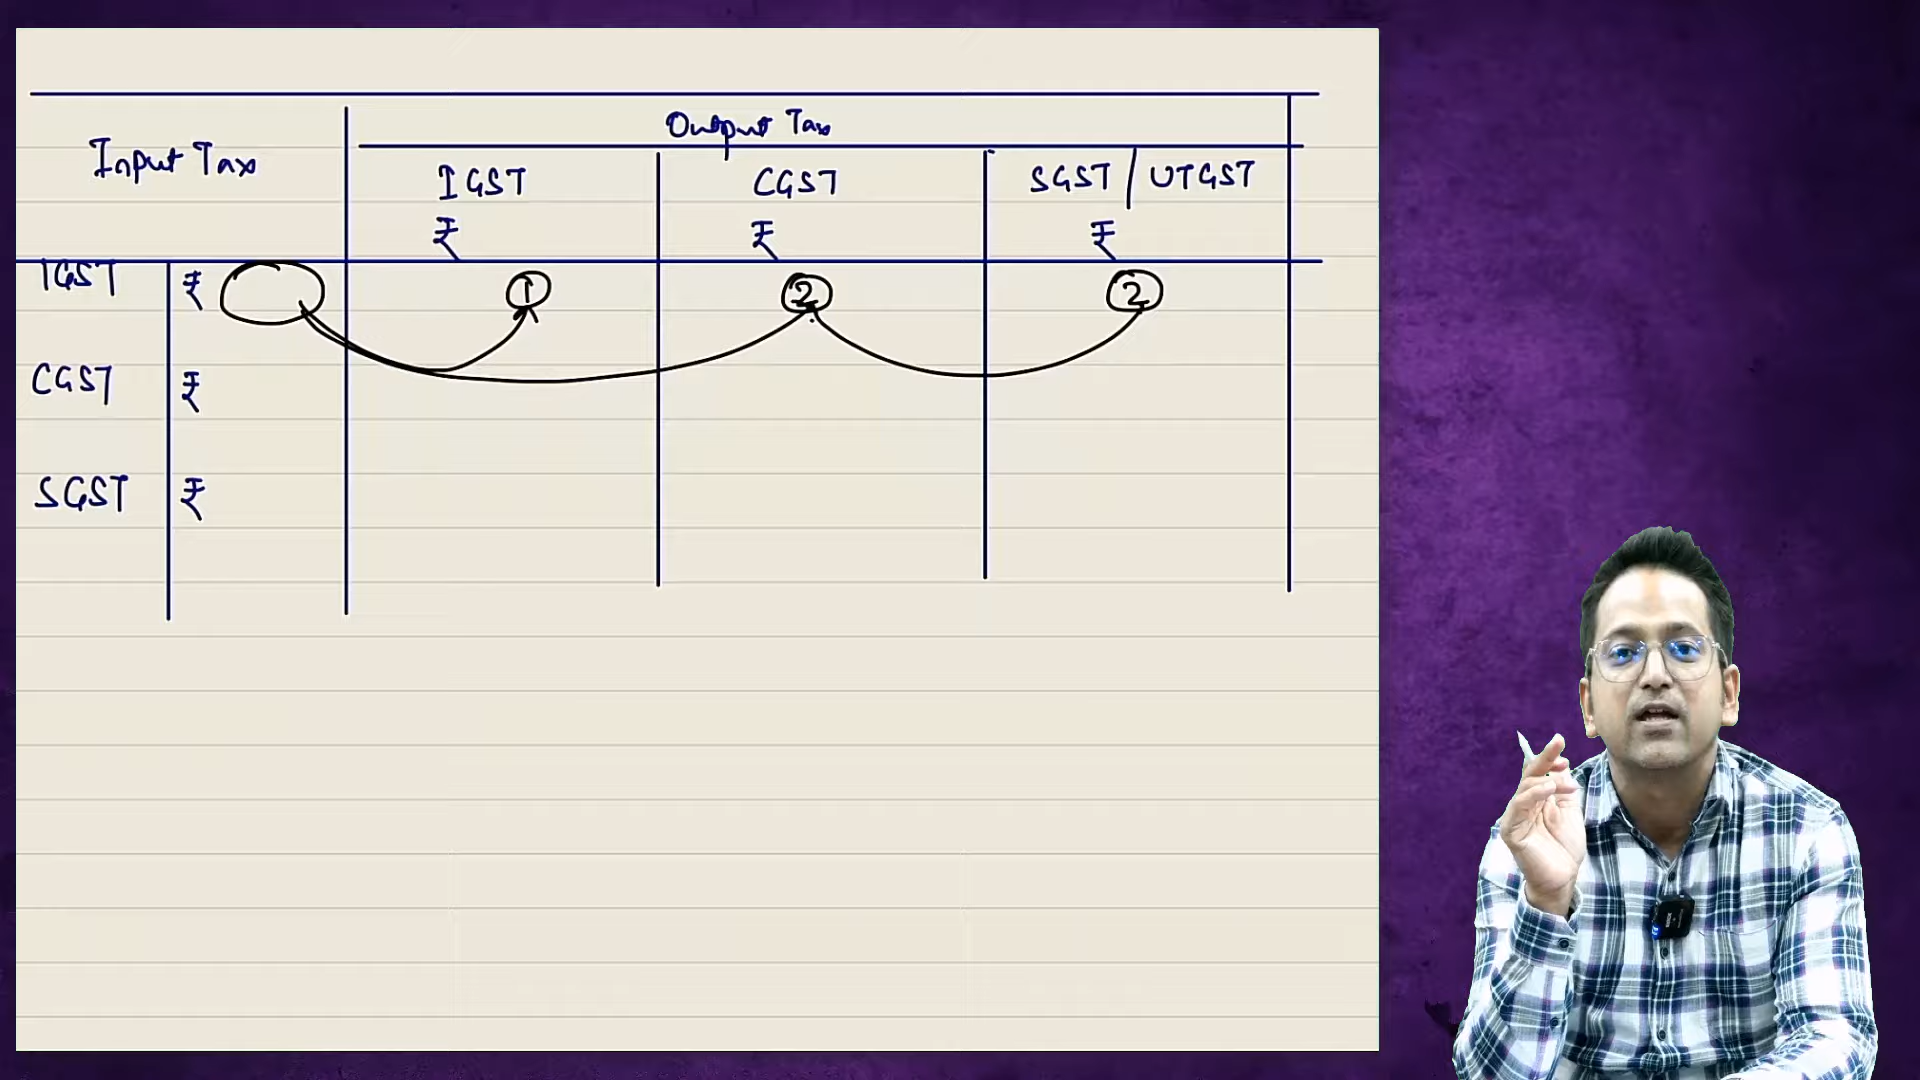 Output Tax
Input Tax
IGST CGST SGST / UTGST
₹ ₹ ₹
IGST ₹ 1 2 2
CGST ₹
SGST ₹